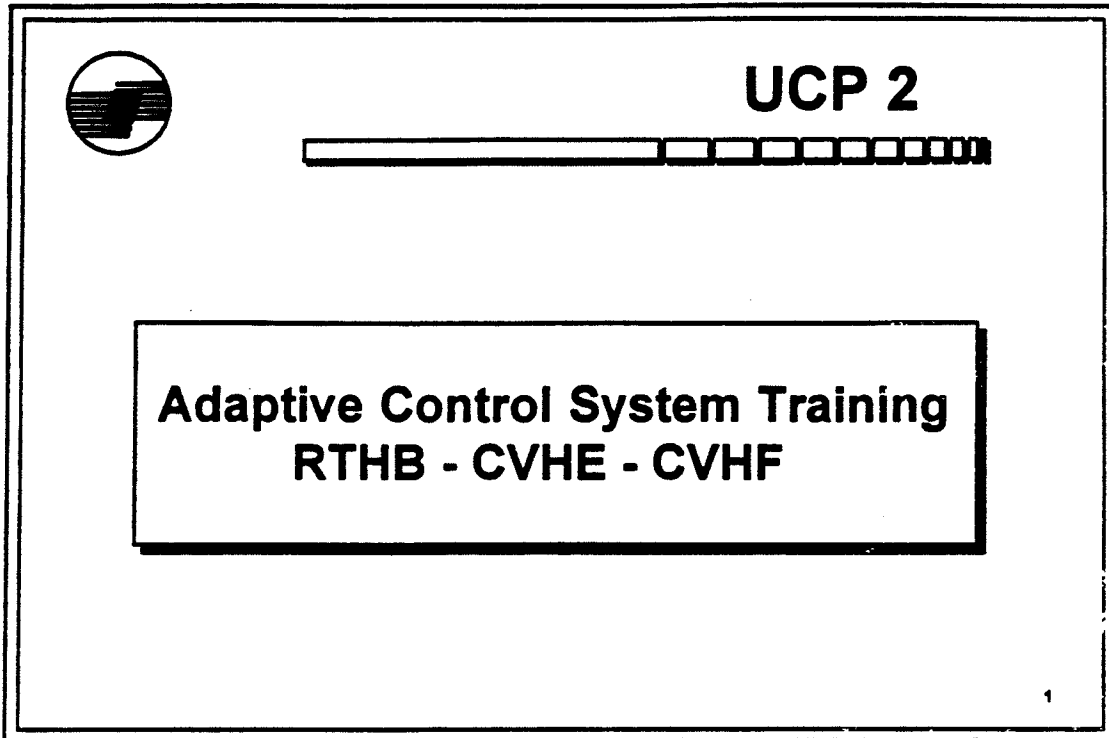 UCP 2
Adaptive Control System Training
RTHB - CVHE - CVHF
1